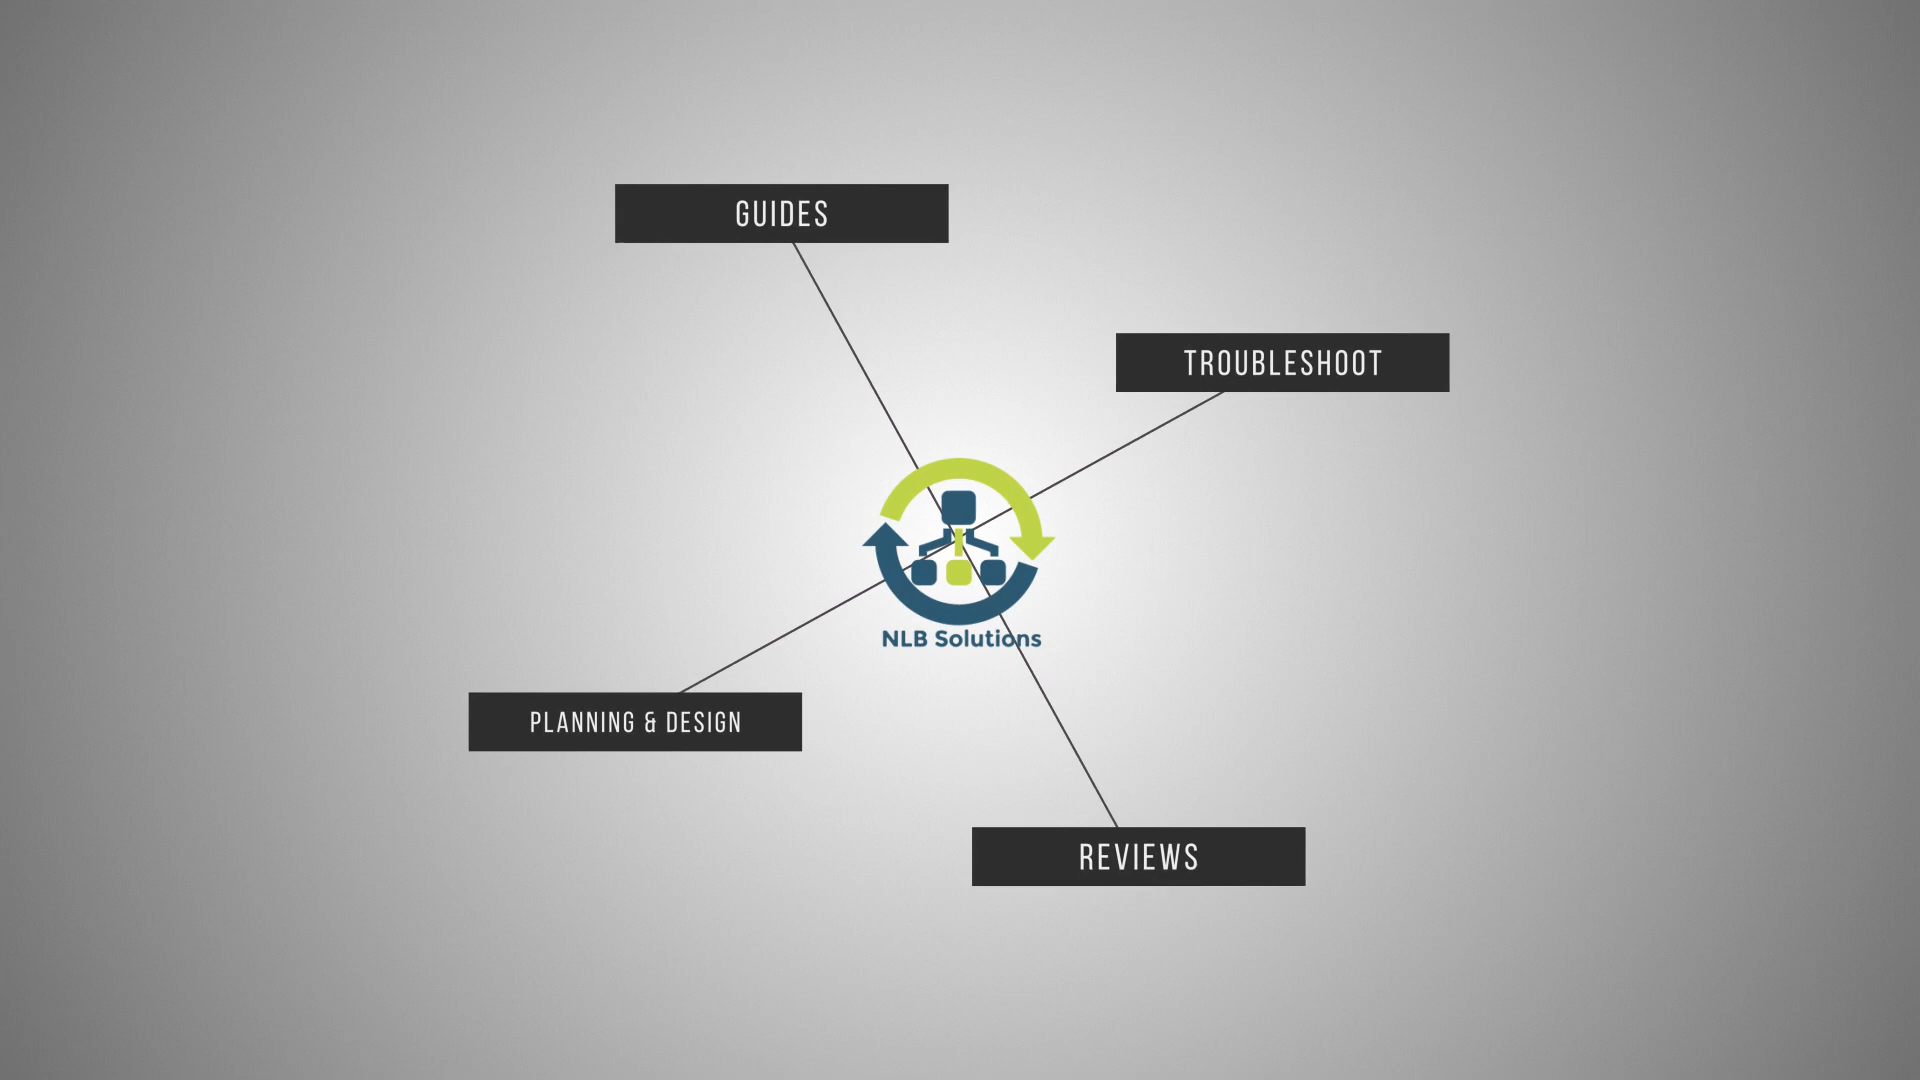 GUIDES
TROUBLESHOOT
NLB Solutions
PLANNING & DESIGN
REVIEWS